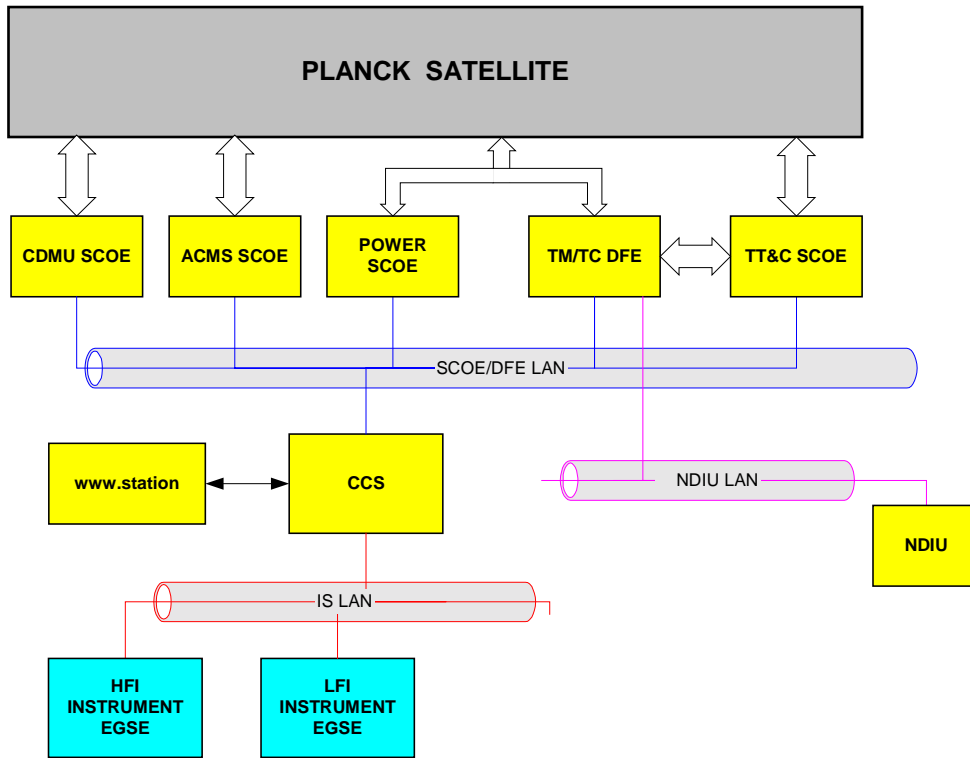 PLANCK SATELLITE
CDMU SCOE
ACMS SCOE
POWER
SCOE
TM/TC DFE
TT&C SCOE
SCOE/DFE LAN
www.station
CCS
NDIU LAN
NDIU
IS LAN
HFI
INSTRUMENT
EGSE
LFI
INSTRUMENT
EGSE